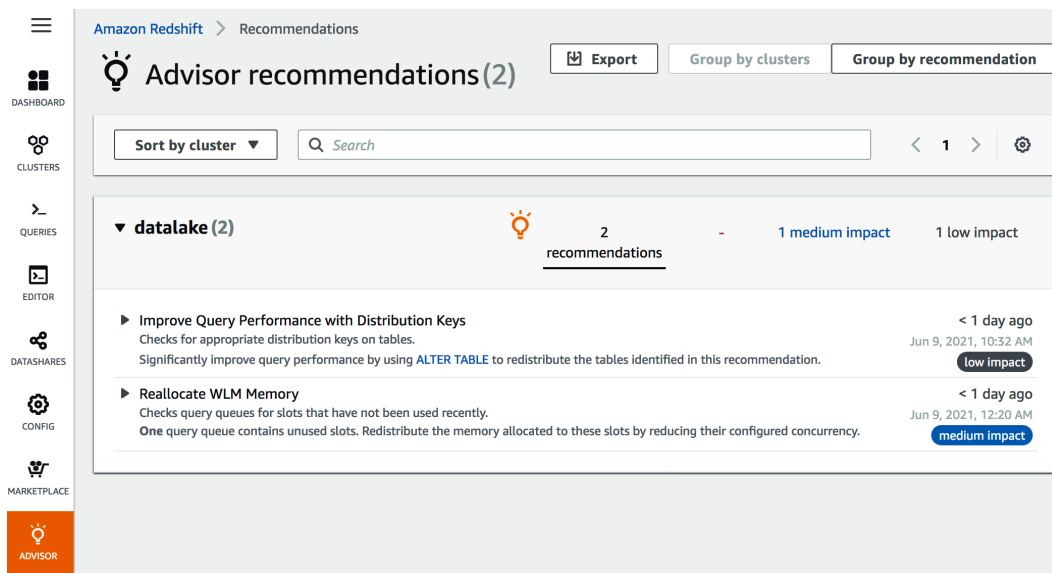 Amazon Redshift > Recommendations
Advisor recommendations (2)
Export
Group by clusters
Group by recommendation
DASHBOARD
CLUSTERS
QUERIES
EDITOR
DATASHARES
CONFIG
MARKETPLACE
ADVISOR
Sort by cluster ▼
Search
< 1 >
▼ datalake (2)
2
recommendations
-
1 medium impact
1 low impact
Improve Query Performance with Distribution Keys
< 1 day ago
Checks for appropriate distribution keys on tables.
Jun 9, 2021, 10:32 AM
Significantly improve query performance by using ALTER TABLE to redistribute the tables identified in this recommendation.
low impact
Reallocate WLM Memory
< 1 day ago
Checks query queues for slots that have not been used recently.
Jun 9, 2021, 12:20 AM
One query queue contains unused slots. Redistribute the memory allocated to these slots by reducing their configured concurrency.
medium impact